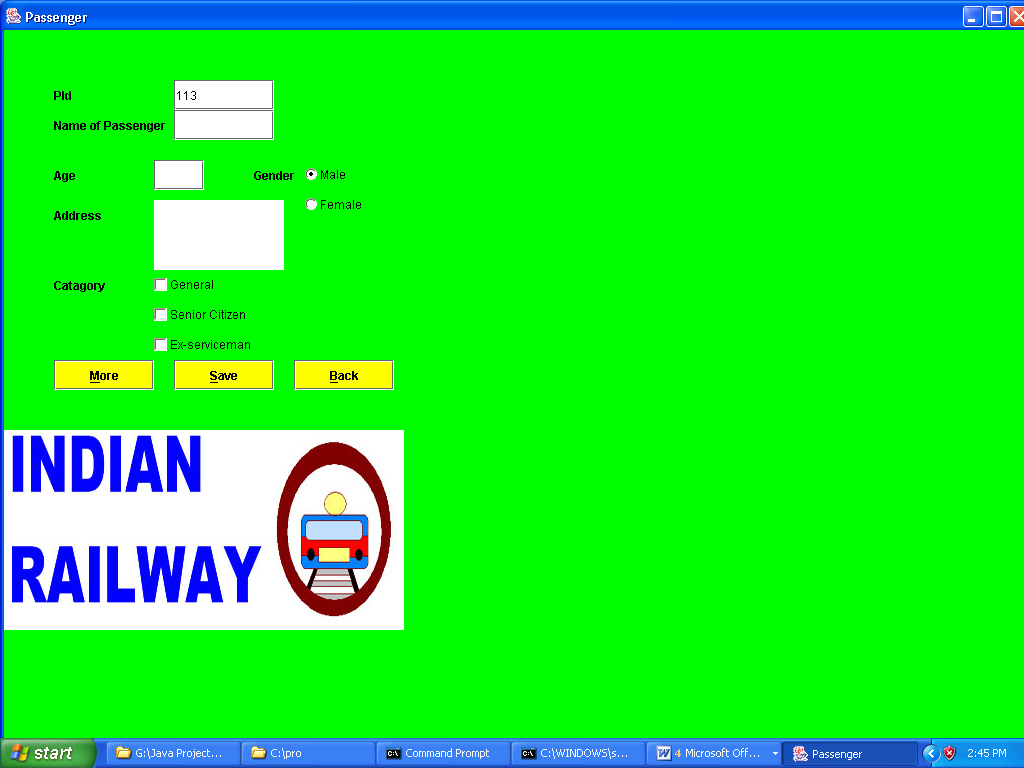 Passenger
PId 113
Name of Passenger
Age Gender Male
Female
Address
Catagory General
Senior Citizen
Ex-serviceman
More Save Back
INDIAN
RAILWAY
start G:\Java Project... C:\pro Command Prompt C:\WINDOWS\s... 4 Microsoft Off... Passenger 2:45 PM